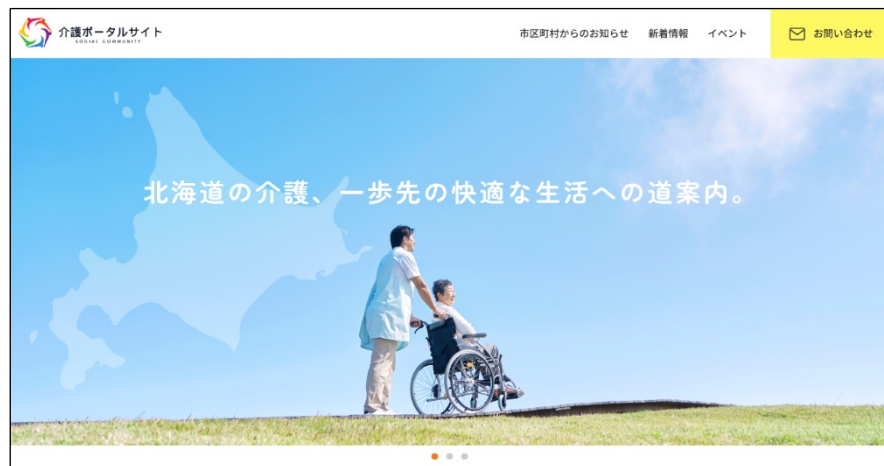 介護ポータルサイト
SOCIAL COMMUNITY
市区町村からのお知らせ 新着情報 イベント お問い合わせ
北海道の介護、一歩先の快適な生活への道案内。